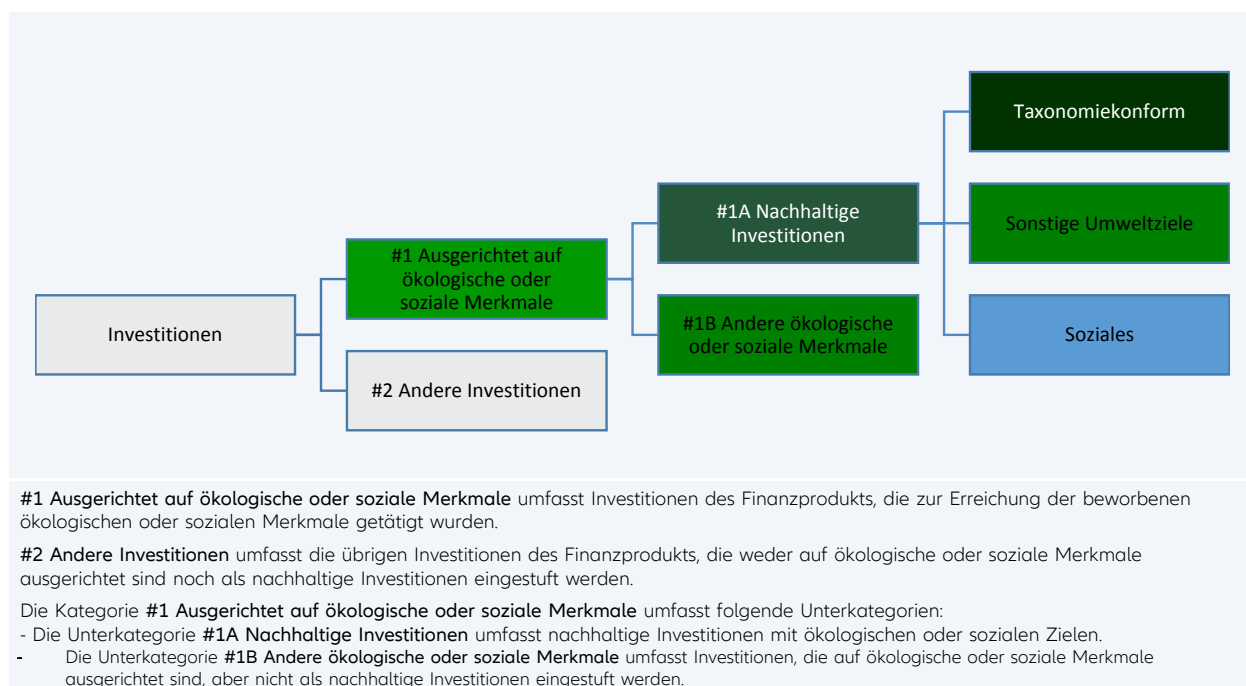 Taxonomiekonform
#1A Nachhaltige
Investitionen
Sonstige Umweltziele
#1 Ausgerichtet auf
ökologische oder
soziale Merkmale
Investitionen
#1B Andere ökologische
oder soziale Merkmale
Soziales
#2 Andere Investitionen
#1 Ausgerichtet auf ökologische oder soziale Merkmale umfasst Investitionen des Finanzprodukts, die zur Erreichung der beworbenen
ökologischen oder sozialen Merkmale getätigt wurden.
#2 Andere Investitionen umfasst die übrigen Investitionen des Finanzprodukts, die weder auf ökologische oder soziale Merkmale
ausgerichtet sind noch als nachhaltige Investitionen eingestuft werden.
Die Kategorie #1 Ausgerichtet auf ökologische oder soziale Merkmale umfasst folgende Unterkategorien:
- Die Unterkategorie #1A Nachhaltige Investitionen umfasst nachhaltige Investitionen mit ökologischen oder sozialen Zielen.
- Die Unterkategorie #1B Andere ökologische oder soziale Merkmale umfasst Investitionen, die auf ökologische oder soziale Merkmale
ausgerichtet sind, aber nicht als nachhaltige Investitionen eingestuft werden.